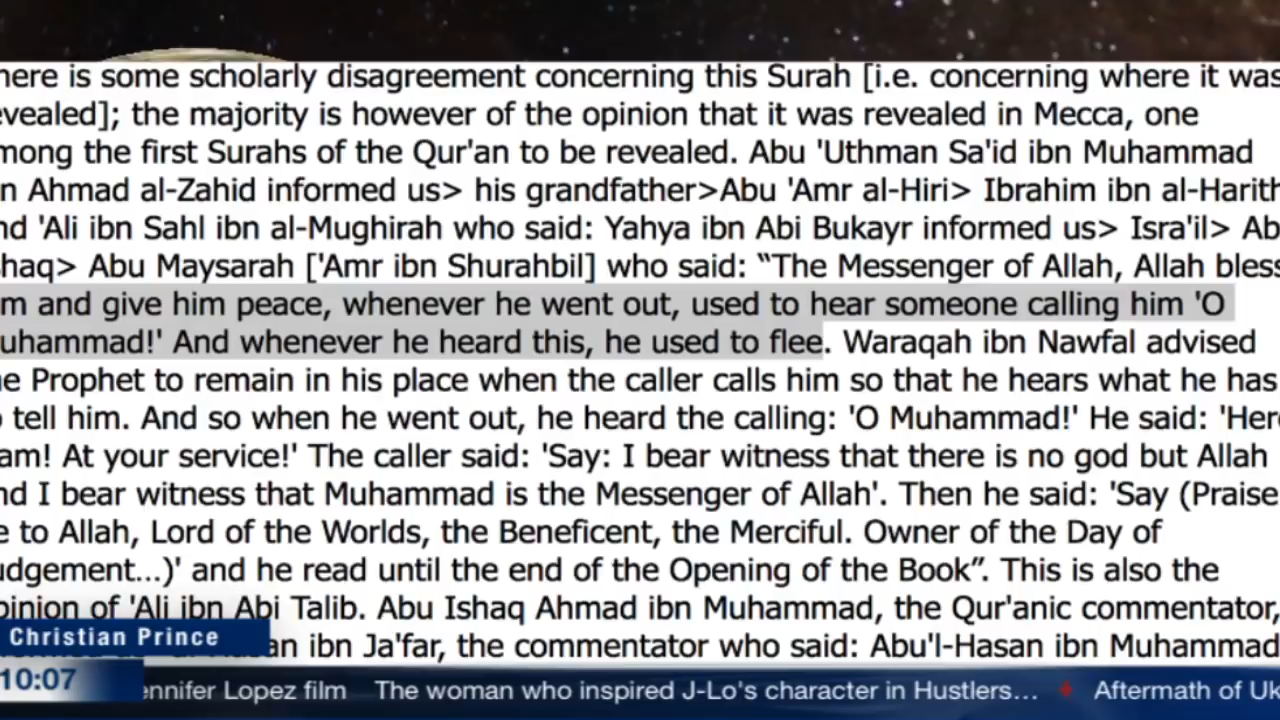 here is some scholarly disagreement concerning this Surah [i.e. concerning where it was
evealed]; the majority is however of the opinion that it was revealed in Mecca, one
mong the first Surahs of the Qur'an to be revealed. Abu 'Uthman Sa'id ibn Muhammad
n Ahmad al-Zahid informed us> his grandfather>Abu 'Amr al-Hiri> Ibrahim ibn al-Harith
nd 'Ali ibn Sahl ibn al-Mughirah who said: Yahya ibn Abi Bukayr informed us> Isra'il> Ab
shaq> Abu Maysarah ['Amr ibn Shurahbil] who said: “The Messenger of Allah, Allah bless
m and give him peace, whenever he went out, used to hear someone calling him 'O
uhammad!' And whenever he heard this, he used to flee. Waraqah ibn Nawfal advised
he Prophet to remain in his place when the caller calls him so that he hears what he has
o tell him. And so when he went out, he heard the calling: 'O Muhammad!' He said: 'Here
am! At your service!' The caller said: 'Say: I bear witness that there is no god but Allah
nd I bear witness that Muhammad is the Messenger of Allah'. Then he said: 'Say (Praise
e to Allah, Lord of the Worlds, the Beneficent, the Merciful. Owner of the Day of
udgement...)' and he read until the end of the Opening of the Book”. This is also the
pinion of 'Ali ibn Abi Talib. Abu Ishaq Ahmad ibn Muhammad, the Qur'anic commentator,
ibn Ja'far, the commentator who said: Abu'l-Hasan ibn Muhammad
Christian Prince
10:07
ennifer Lopez film The woman who inspired J-Lo's character in Hustlers... Aftermath of Uk